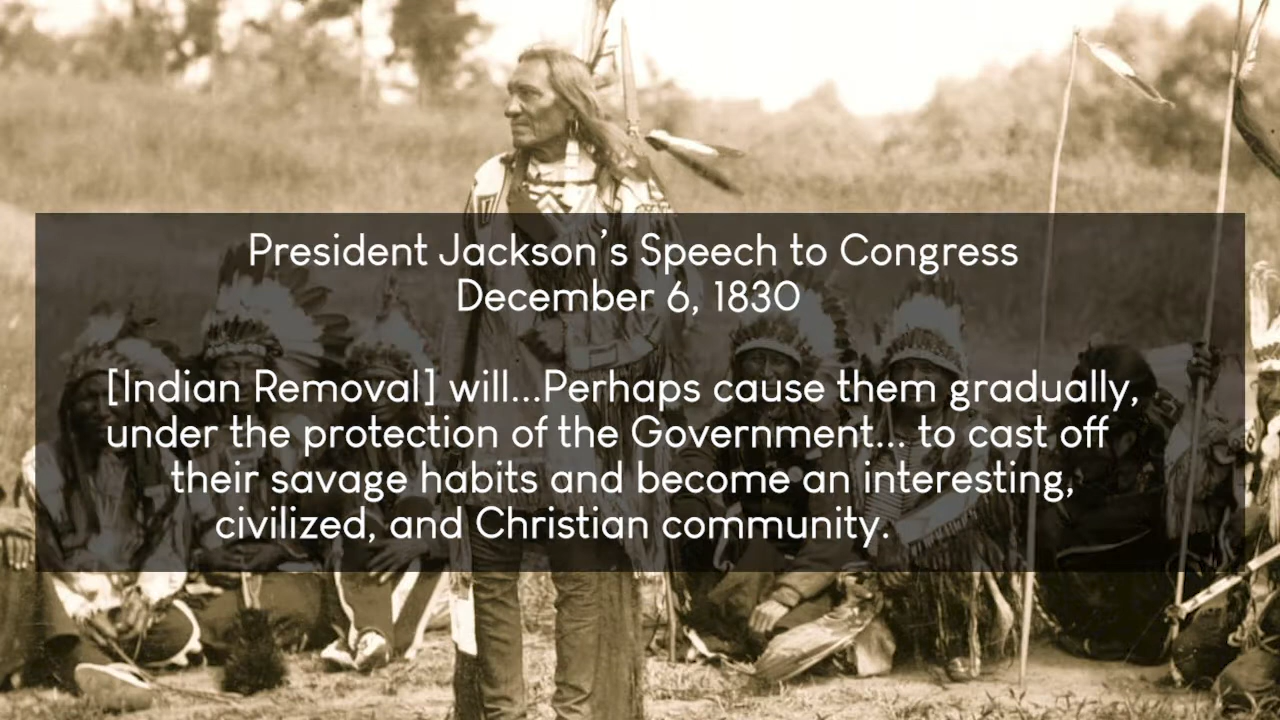 President Jackson's Speech to Congress
December 6, 1830
[Indian Removal] will...Perhaps cause them gradually,
under the protection of the Government... to cast off
their savage habits and become an interesting,
civilized, and Christian community.